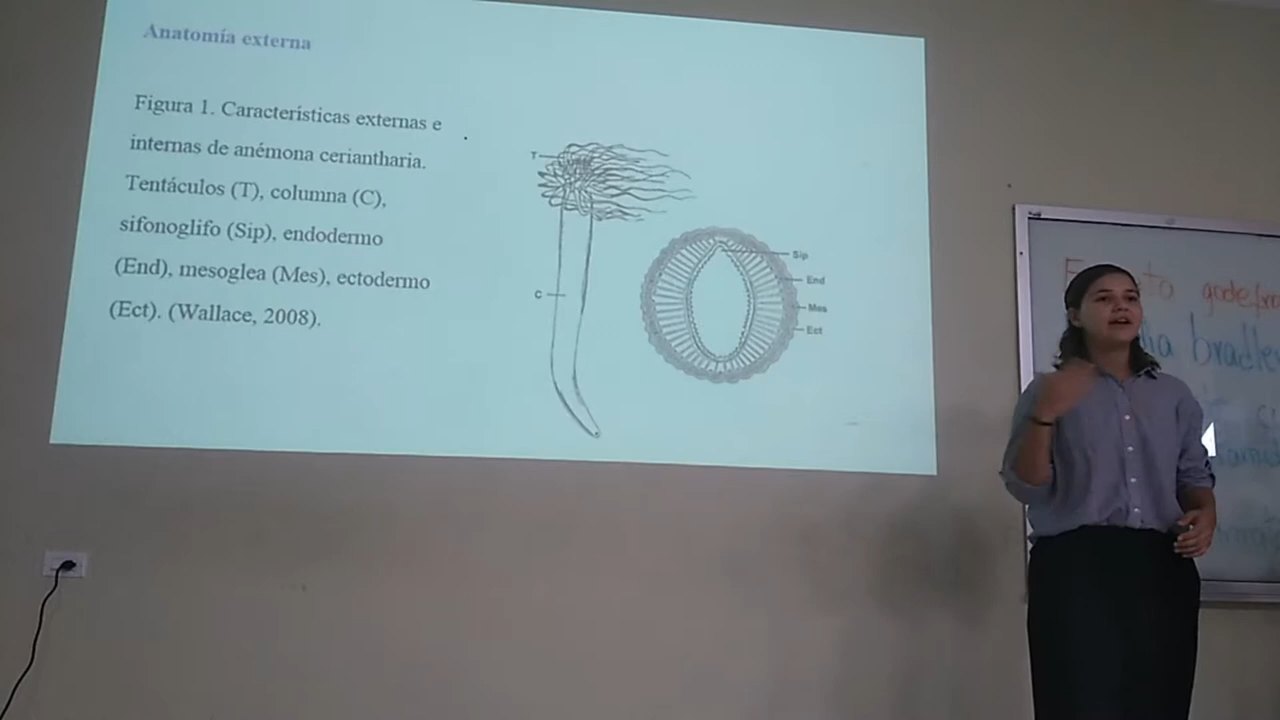 Anatomía externa
Figura 1. Características externas e
internas de anémona ceriantharia.
Tentáculos (T), columna (C),
sifonoglifo (Sip), endodermo
(End), mesoglea (Mes), ectodermo
(Ect). (Wallace, 2008).
T
C
Sip
End
Mes
Ect